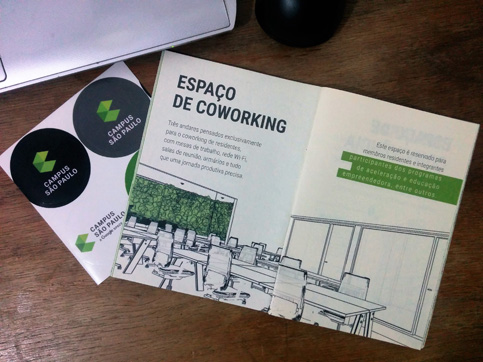 ESPAÇO
DE COWORKING
Três andares pensados exclusivamente
para o coworking de residentes,
com mesas de trabalho, rede Wi-Fi,
salas de reunião, armários e tudo
que uma jornada produtiva precisa.
Este espaço é reservado para
membros residentes e integrantes
participantes dos programas
de aceleração e educação
empreendedora, entre outros.
CAMPUS
SÃO PAULO
CAMPUS
SÃO PAULO
CAMPUS
SÃO PAULO